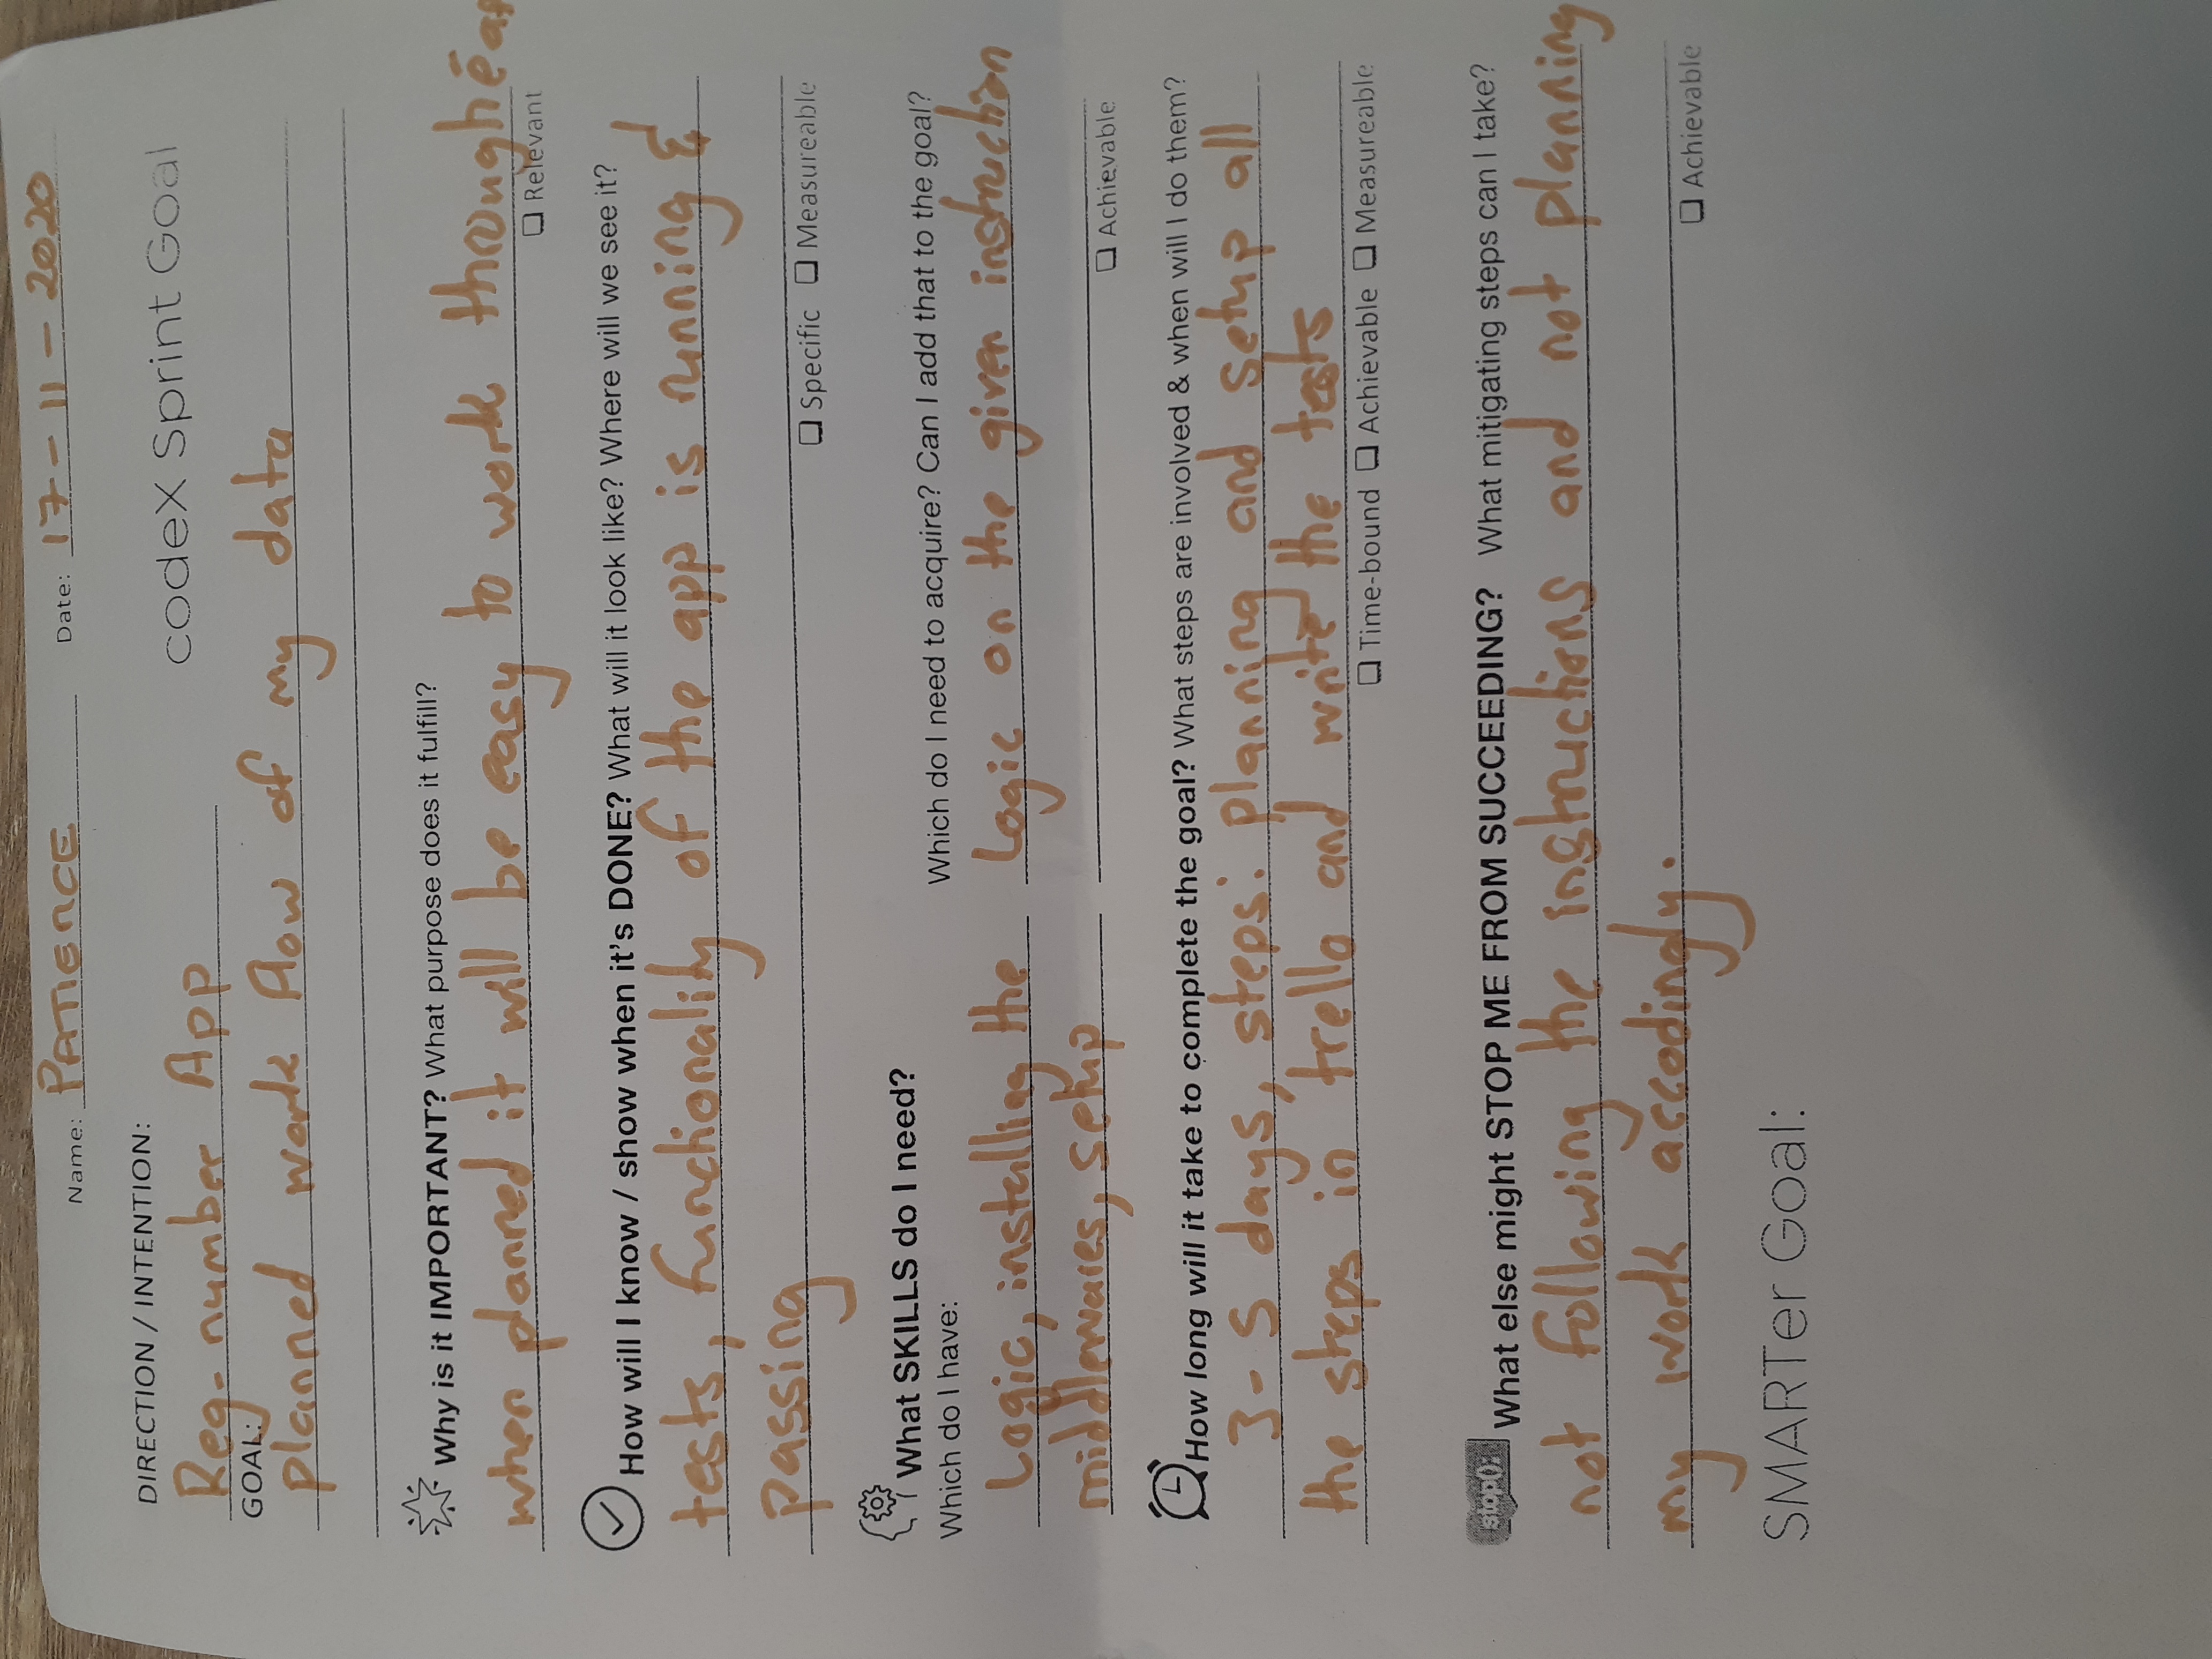 Name: PATIENCE Date: 17-11-2020
DIRECTION / INTENTION:
codeX Sprint Goal
Reg-number App
GOAL:
planned work flow of my data
Why is it IMPORTANT? What purpose does it fulfill?
when planned it will be easy to work through
Relevant
How will I know / show when it's DONE? What will it look like? Where will we see it?
tests, functionality of the app is running &
passing
Specific Measureable
What SKILLS do I need?
Which do I have: Which do I need to acquire? Can I add that to the goal?
Logic, installing the Logic on the given instruction
middlewares, setup
Achievable
How long will it take to complete the goal? What steps are involved & when will I do them?
3-5 days, steps: planning and setup all
the steps in trello and write the tests
Time-bound Achievable Measureable
stop();
What else might STOP ME FROM SUCCEEDING? What mitigating steps can I take?
not following the instructions and not planning
my work accodingly.
Achievable
SMARTer Goal: